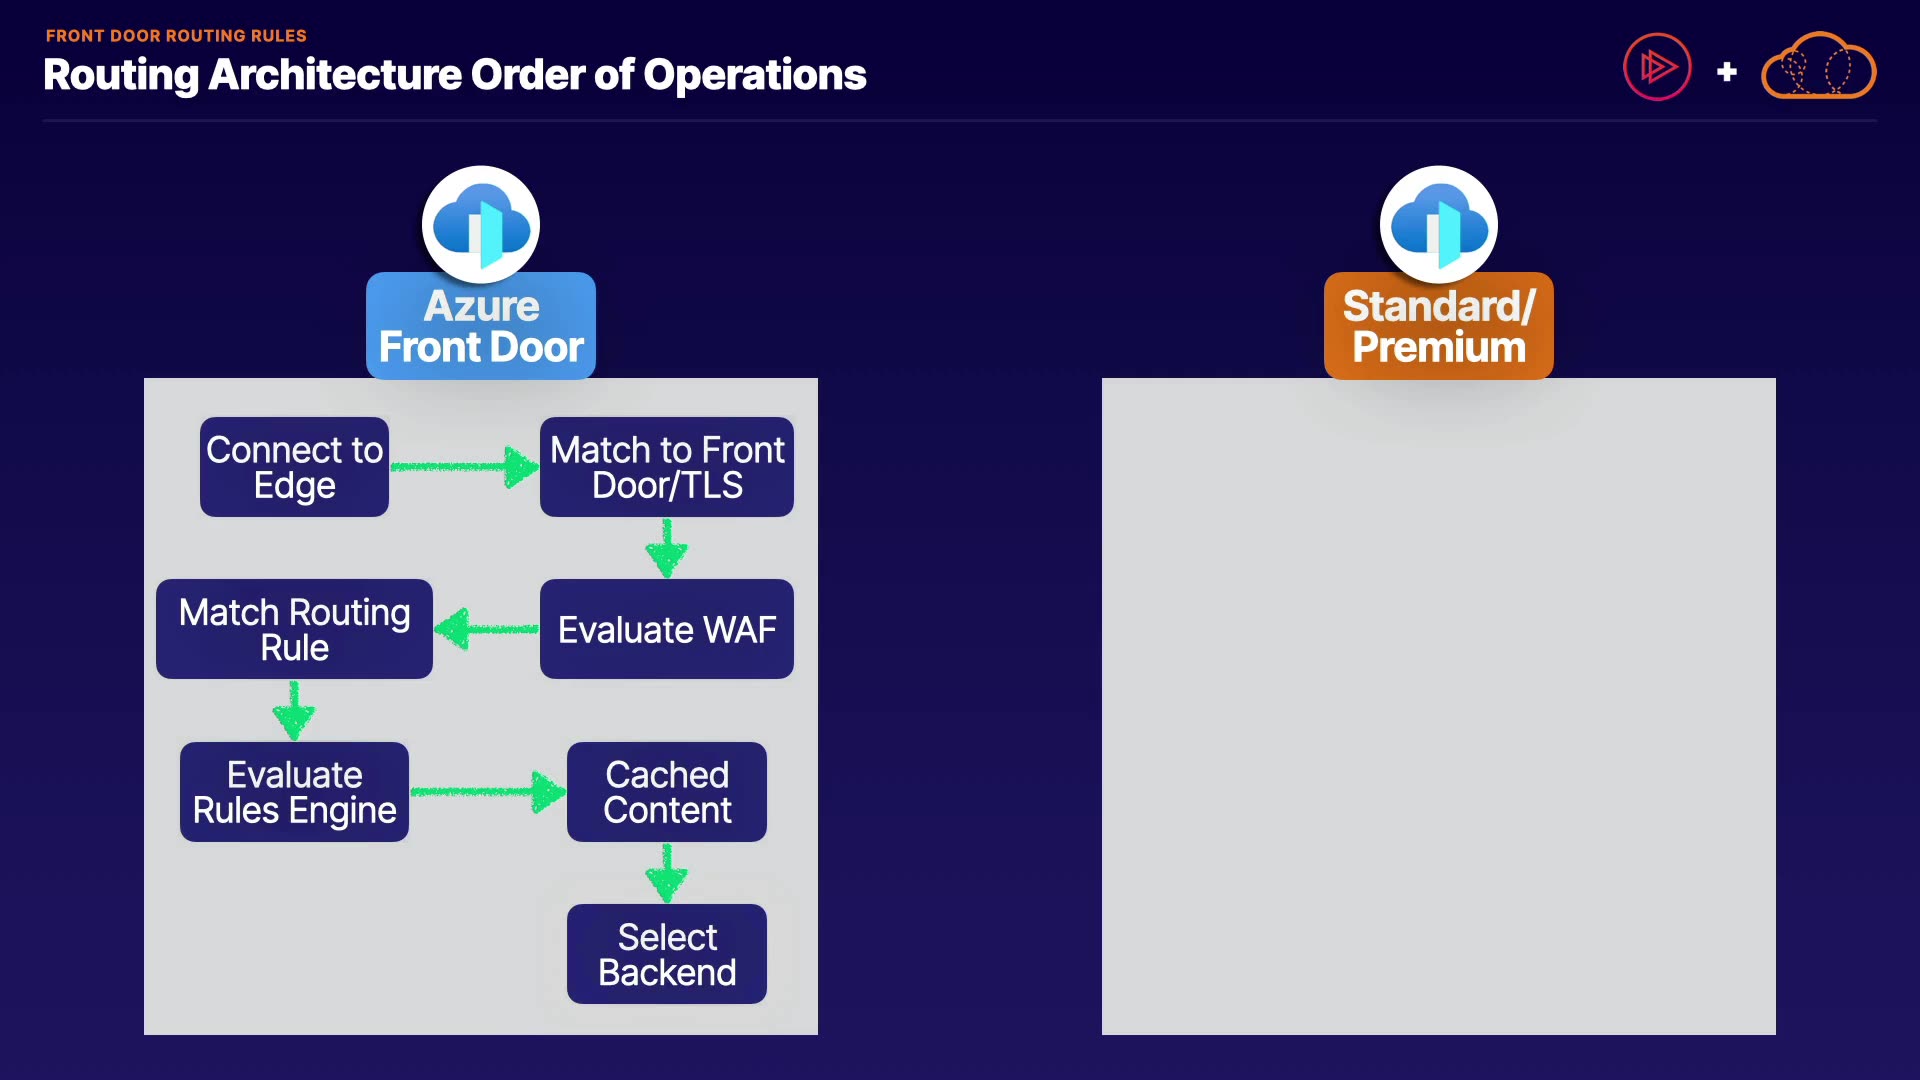 FRONT DOOR ROUTING RULES
Routing Architecture Order of Operations
+
Azure
Front Door
Connect to
Edge
Match to Front
Door/TLS
Evaluate WAF
Match Routing
Rule
Evaluate
Rules Engine
Cached
Content
Select
Backend
Standard/
Premium